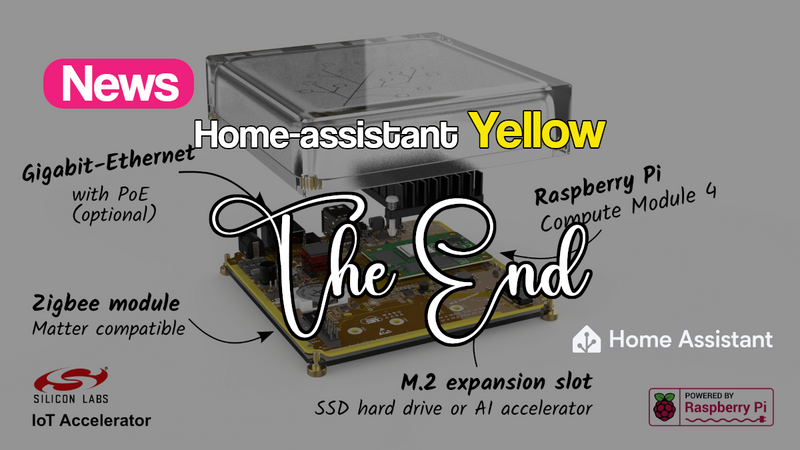 News
Home-assistant Yellow
Gigabit-Ethernet
with PoE
(optional)
Raspberry Pi
Compute Module 4
The End
Zigbee module
Matter compatible
Home Assistant
M.2 expansion slot
SSD hard drive or AI accelerator
SILICON LABS
IoT Accelerator
POWERED BY
Raspberry Pi